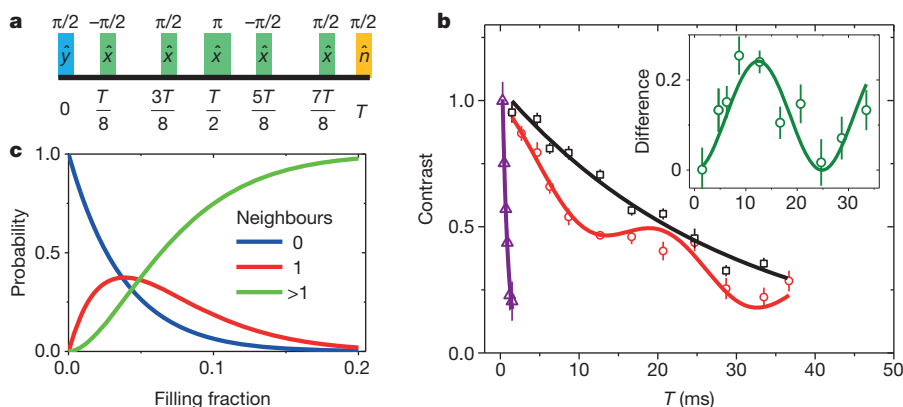 a
π/2 −π/2 π/2 π −π/2 π/2 π/2
ŷ x̂ x̂ x̂ x̂ x̂ n̂
0 T/8 3T/8 T/2 5T/8 7T/8 T
c
1.0
0.5
0.0
Probability
Neighbours
0
1
>1
0.0 0.1 0.2
Filling fraction
b
1.0
0.5
0.0
Contrast
0.2
0
Difference
0 10 20 30
0 10 20 30 40 50
T (ms)